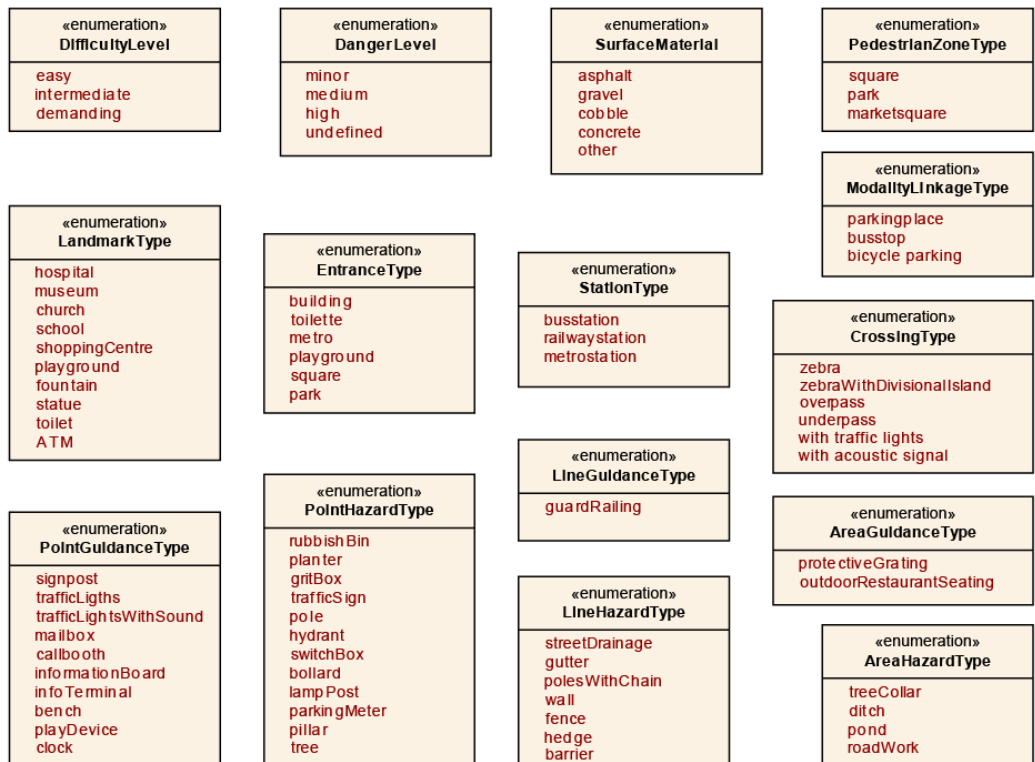 «enumeration»
DifficultyLevel
easy
intermediate
demanding
«enumeration»
DangerLevel
minor
medium
high
undefined
«enumeration»
SurfaceMaterial
asphalt
gravel
cobble
concrete
other
«enumeration»
PedestrianZoneType
square
park
marketsquare
«enumeration»
ModalityLinkageType
parkingplace
busstop
bicycle parking
«enumeration»
LandmarkType
hospital
museum
church
school
shoppingCentre
playground
fountain
statue
toilet
ATM
«enumeration»
EntranceType
building
toilette
metro
playground
square
park
«enumeration»
StationType
busstation
railwaystation
metrostation
«enumeration»
CrossingType
zebra
zebraWithDivisionalIsland
overpass
underpass
with traffic lights
with acoustic signal
«enumeration»
LineGuidanceType
guardRailing
«enumeration»
PointGuidanceType
signpost
trafficLigths
trafficLightsWithSound
mailbox
callbooth
informationBoard
infoTerminal
bench
playDevice
clock
«enumeration»
PointHazardType
rubbishBin
planter
gritBox
trafficSign
pole
hydrant
switchBox
bollard
lampPost
parkingMeter
pillar
tree
«enumeration»
LineHazardType
streetDrainage
gutter
polesWithChain
wall
fence
hedge
barrier
«enumeration»
AreaGuidanceType
protectiveGrating
outdoorRestaurantSeating
«enumeration»
AreaHazardType
treeCollar
ditch
pond
roadWork